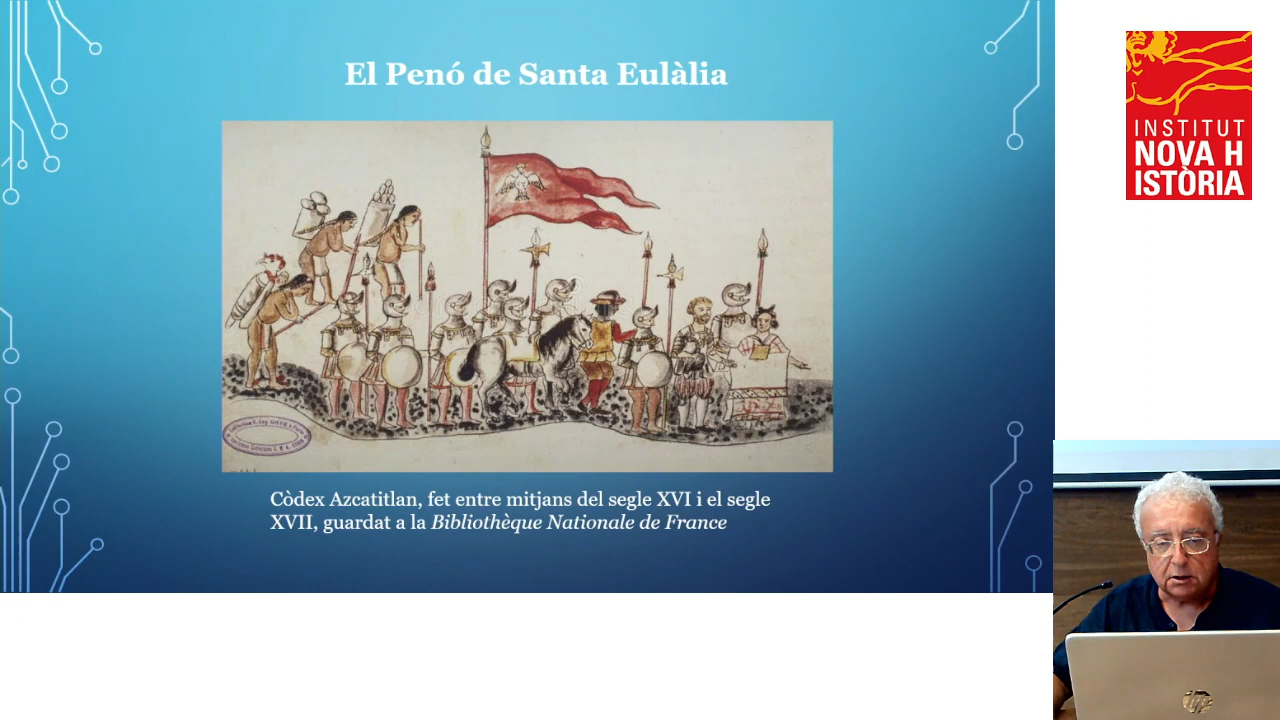 El Penó de Santa Eulàlia
INSTITUT
NOVA H
ISTÒRIA
Còdex Azcatitlan, fet entre mitjans del segle XVI i el segle
XVII, guardat a la Bibliothèque Nationale de France
hp